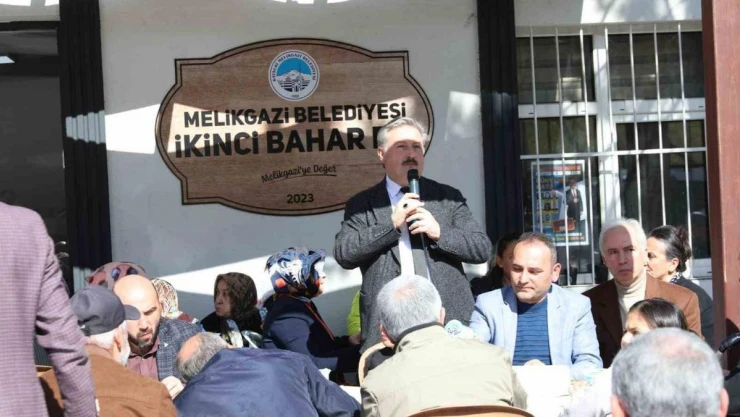 MELİKGAZİ BELEDİYESİ
İKİNCİ BAHAR
Melikgazi'ye Değer
2023